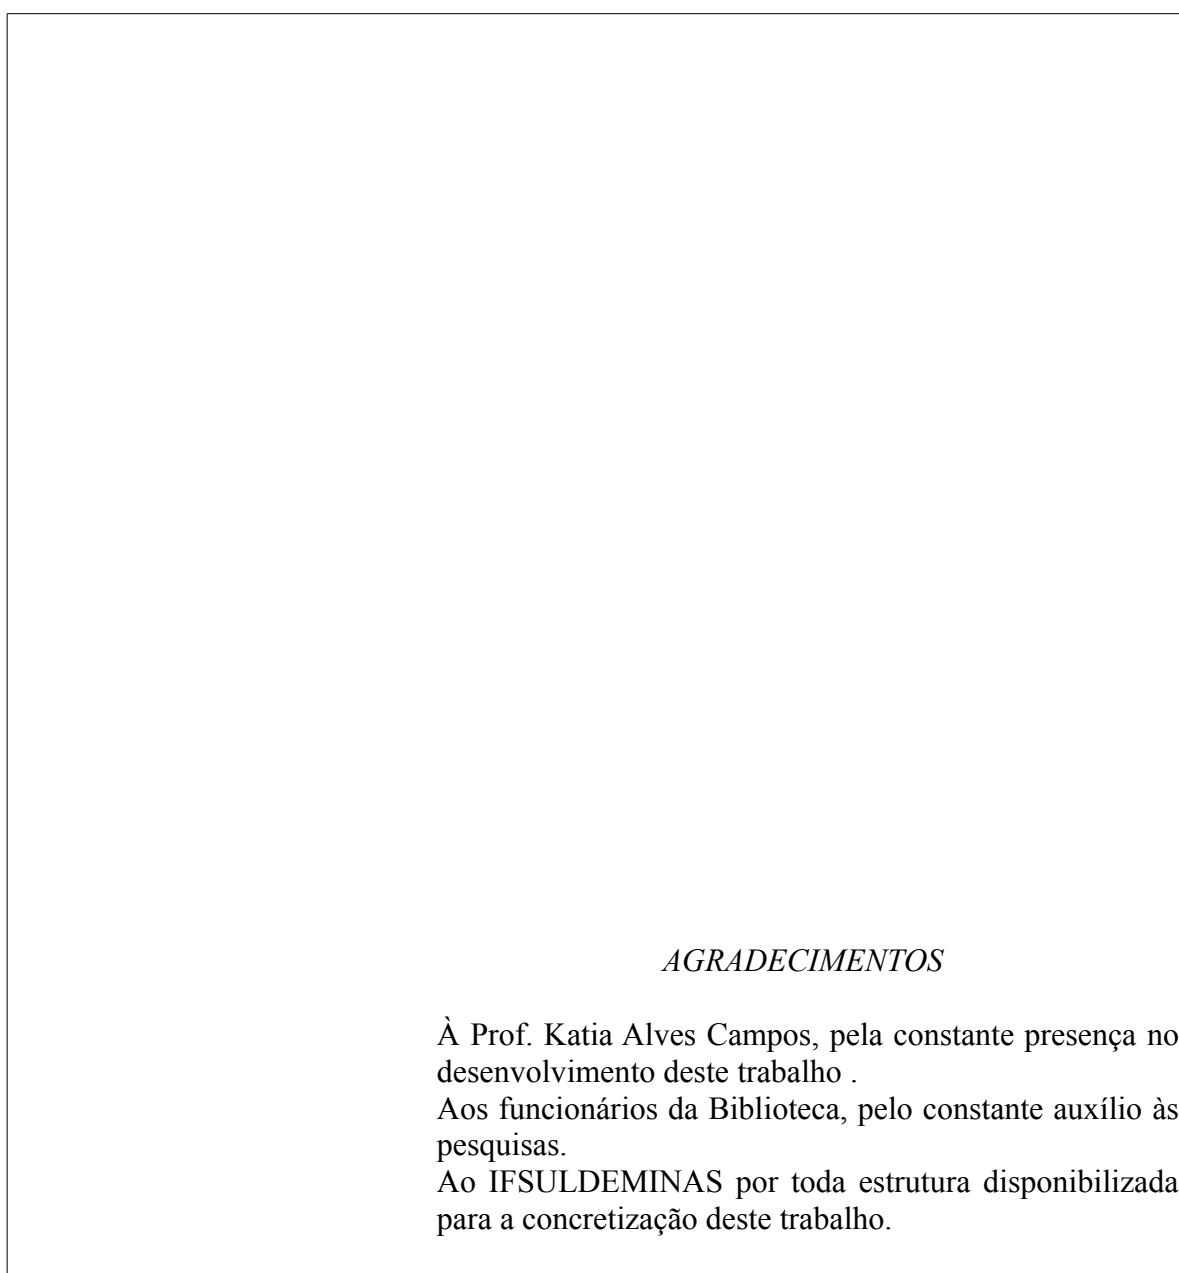 AGRADECIMENTOS
À Prof. Katia Alves Campos, pela constante presença no
desenvolvimento deste trabalho .
Aos funcionários da Biblioteca, pelo constante auxílio às
pesquisas.
Ao IFSULDEMINAS por toda estrutura disponibilizada
para a concretização deste trabalho.